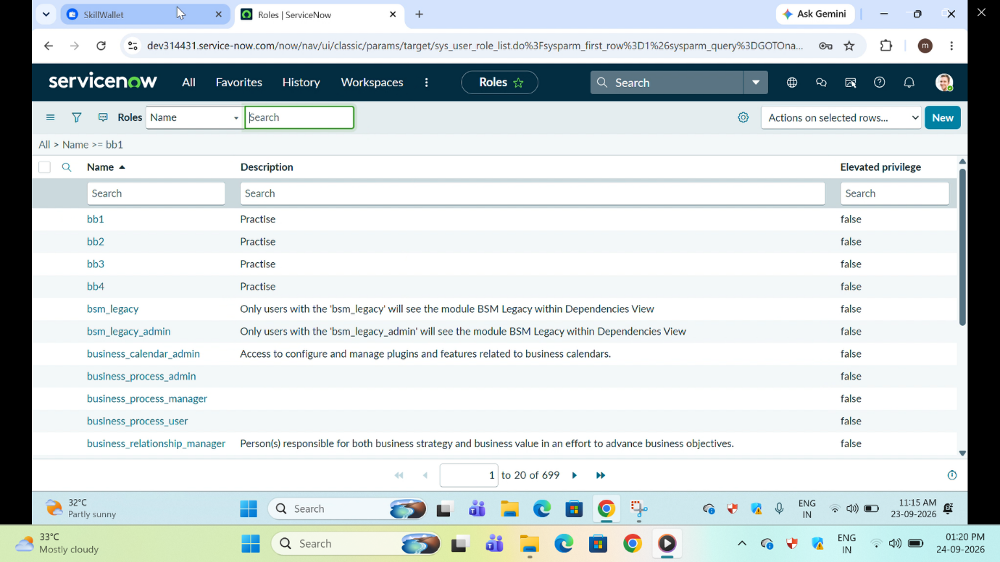 SkillWallet
Roles | ServiceNow
Ask Gemini
dev314431.service-now.com/now/nav/ui/classic/params/target/sys_user_role_list.do%3Fsysparm_first_row%3D1%26sysparm_query%3DGOTOna...
m
servicenow All Favorites History Workspaces Roles Search
Roles Name Search Actions on selected rows... New
All > Name >= bb1
Name Description Elevated privilege
Search Search Search
bb1 Practise false
bb2 Practise false
bb3 Practise false
bb4 Practise false
bsm_legacy Only users with the 'bsm_legacy' will see the module BSM Legacy within Dependencies View false
bsm_legacy_admin Only users with the 'bsm_legacy_admin' will see the module BSM Legacy within Dependencies View false
business_calendar_admin Access to configure and manage plugins and features related to business calendars. false
business_process_admin false
business_process_manager false
business_process_user false
business_relationship_manager Person(s) responsible for both business strategy and business value in an effort to advance business objectives. false
1 to 20 of 699
32°C
Partly sunny
Search
ENG
IN
11:15 AM
23-09-2026
33°C
Mostly cloudy
Search
ENG
IN
01:20 PM
24-09-2026